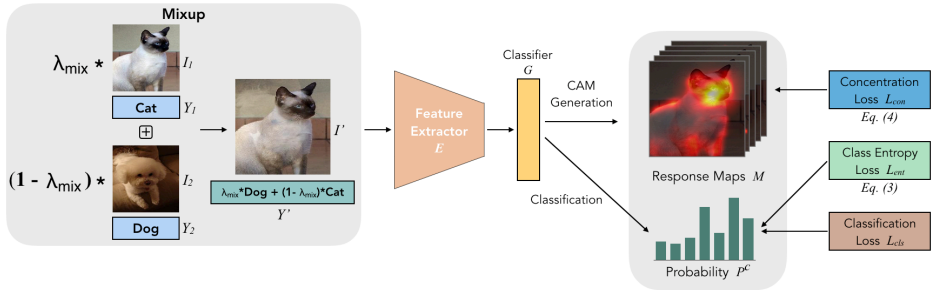 Mixup
λmix *
I1
Cat
Y1
+
(1 - λmix) *
I2
Dog
Y2
I'
λmix*Dog + (1- λmix)*Cat
Y'
Feature
Extractor
E
Classifier
G
CAM
Generation
Classification
Response Maps M
Probability P^C
Concentration
Loss Lcon
Eq. (4)
Class Entropy
Loss Lent
Eq. (3)
Classification
Loss Lcls